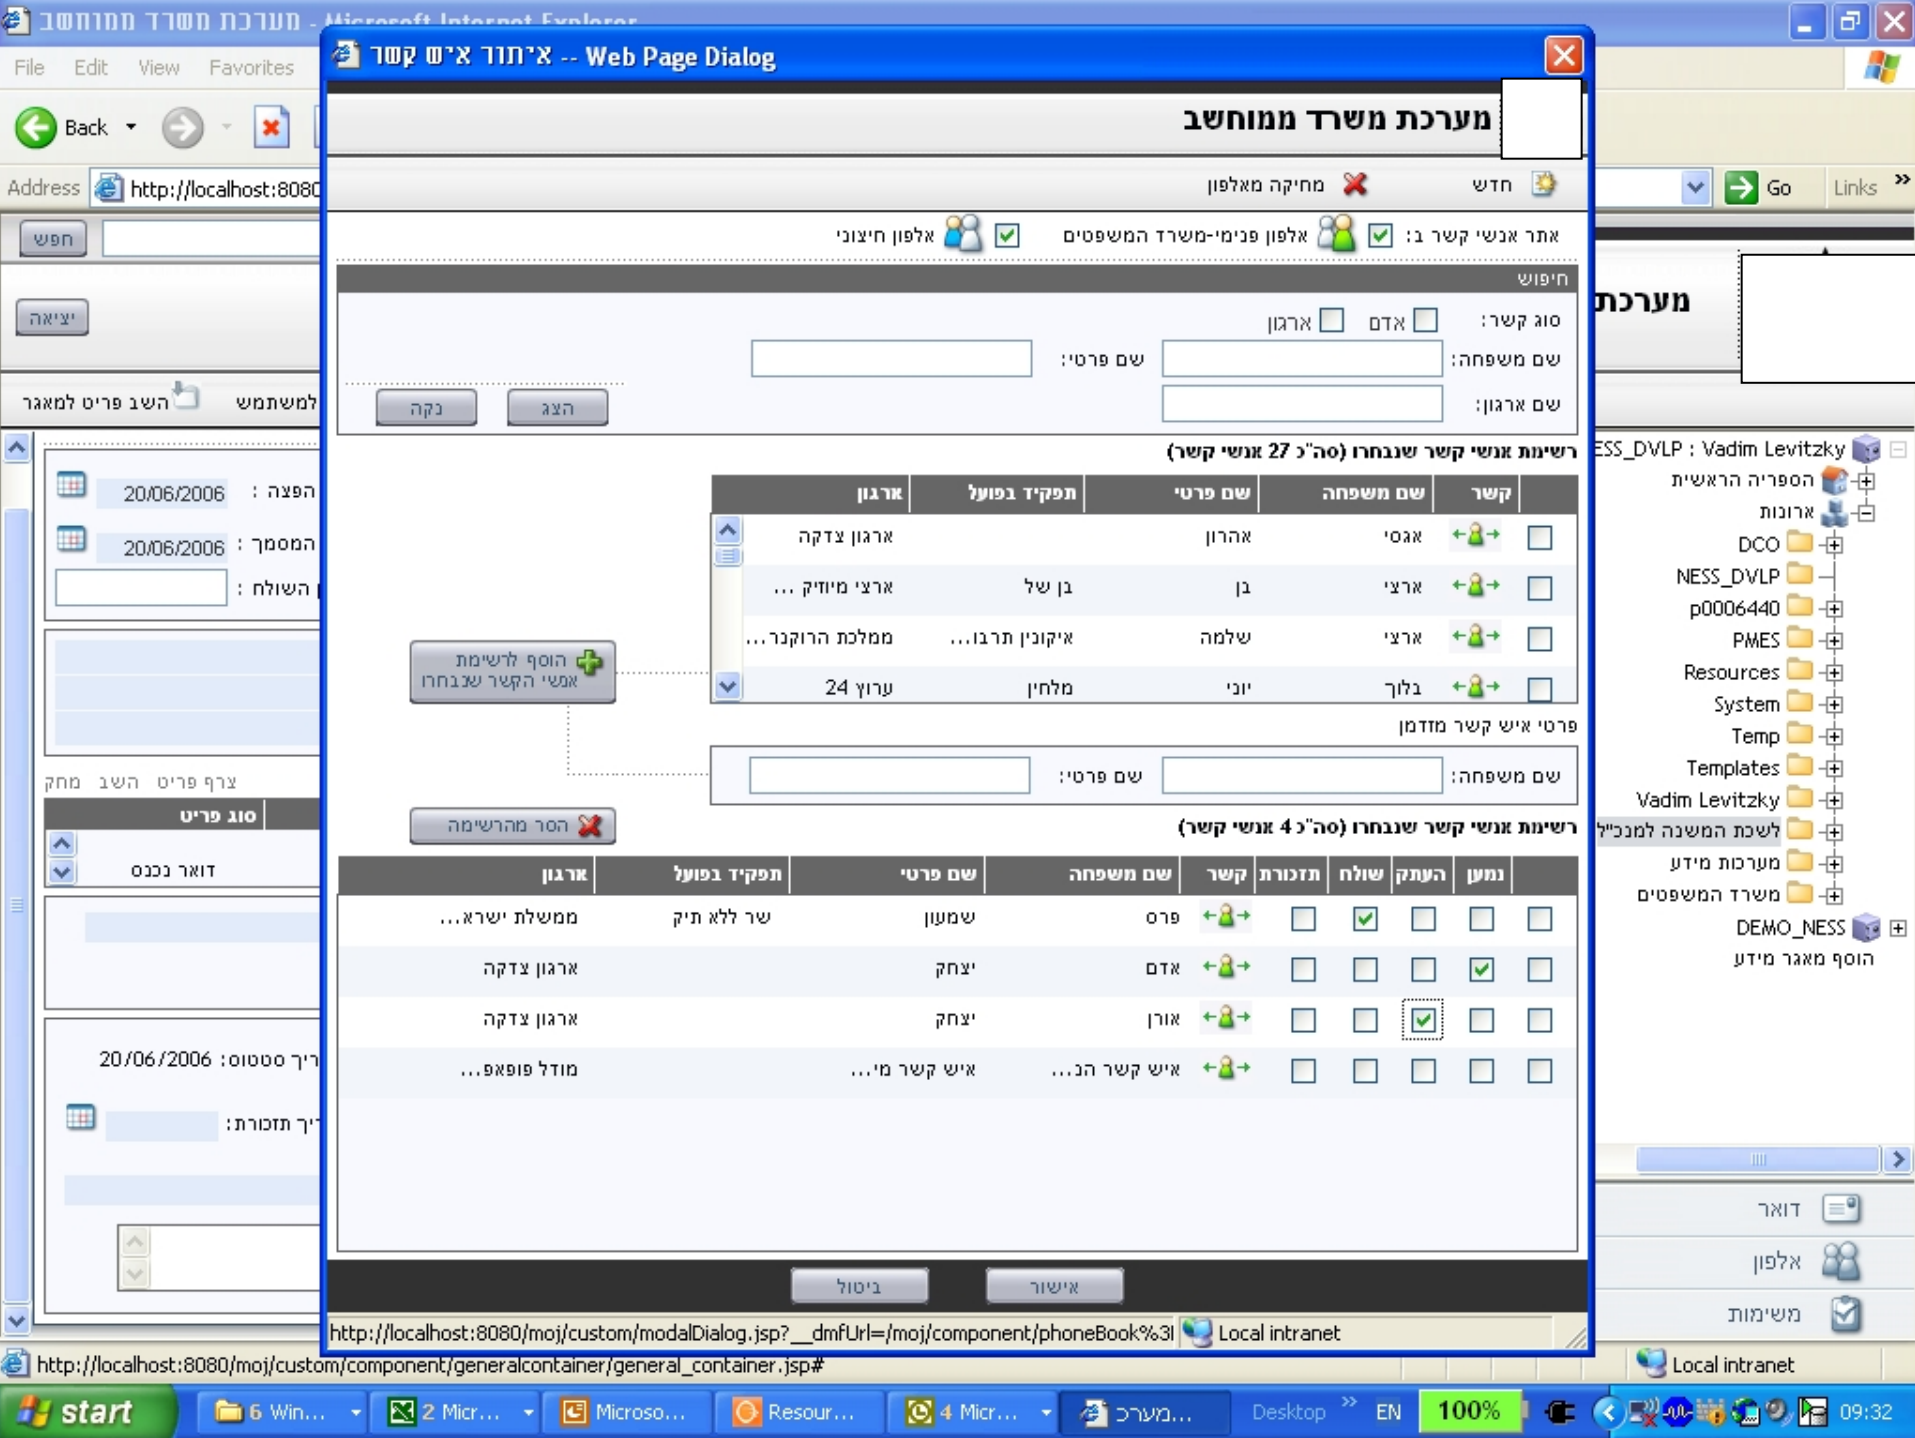 מערכת משרד ממוחשב - Microsoft Internet Explorer
איתור איש קשר -- Web Page Dialog
File Edit View Favorites
Back
Address http://localhost:8080
Go Links »
מערכת משרד ממוחשב
חדש מחיקה מאלפון
אתר אנשי קשר ב: אלפון פנימי-משרד המשפטים אלפון חיצוני
חיפוש
סוג קשר: אדם ארגון
שם משפחה: שם פרטי:
שם ארגון:
הצג נקה
רשימת אנשי קשר שנבחרו (סה"כ 27 אנשי קשר)
קשר שם משפחה שם פרטי תפקיד בפועל ארגון
אגסי אהרון ארגון צדקה
ארצי בן בן של ארצי מיוזיק ...
ארצי שלמה איקונין תרבו... ממלכת הרוקנר...
בלוך יוני מלחין ערוץ 24
הוסף לרשימת
אנשי הקשר שנבחרו
פרטי איש קשר מזדמן
שם משפחה: שם פרטי:
הסר מהרשימה
רשימת אנשי קשר שנבחרו (סה"כ 4 אנשי קשר)
נמען העתק שולח תזכורת קשר שם משפחה שם פרטי תפקיד בפועל ארגון
פרס שמעון שר ללא תיק ממשלת ישרא...
אדם יצחק ארגון צדקה
אורן יצחק ארגון צדקה
איש קשר הנ... איש קשר מי... מודל פופאפ...
אישור ביטול
http://localhost:8080/moj/custom/modalDialog.jsp?__dmfUrl=/moj/component/phoneBook%3I Local intranet
מערכת
ESS_DVLP : Vadim Levitzky
הספריה הראשית
ארונות
DCO
NESS_DVLP
p0006440
PMES
Resources
System
Temp
Templates
Vadim Levitzky
לשכת המשנה למנכ"ל
מערכות מידע
משרד המשפטים
DEMO_NESS
הוסף מאגר מידע
דואר
אלפון
משימות
חפש
יציאה
למשתמש השב פריט למאגר
הפצה : 20/06/2006
המסמך : 20/06/2006
השולח :
צרף פריט השב מחק
סוג פריט
דואר נכנס
ריך סטטוס: 20/06/2006
ריך תזכורת:
http://localhost:8080/moj/custom/component/generalcontainer/general_container.jsp# Local intranet
start 6 Win... 2 Micr... Microso... Resour... 4 Micr... מערכ... Desktop » EN 100% 09:32